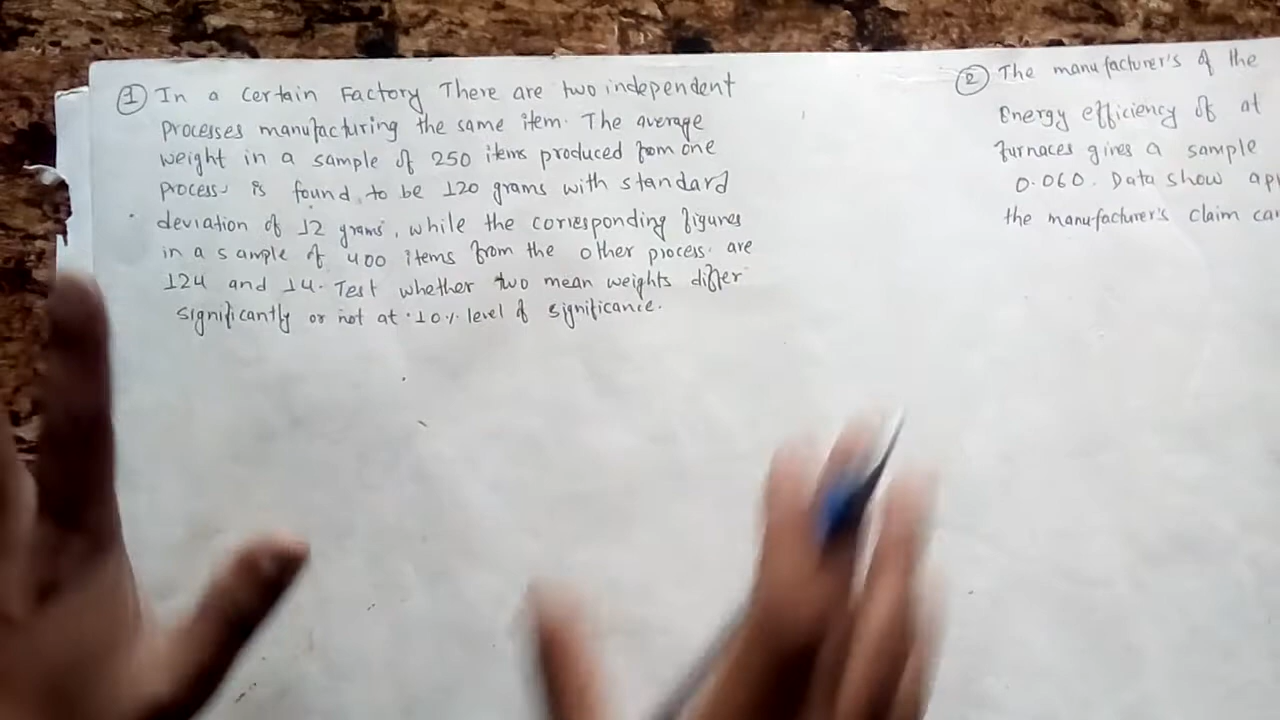 ① In a certain Factory There are two independent
processes manufacturing the same item. The average
weight in a sample of 250 items produced from one
process is found to be 120 grams with standard
deviation of 12 grams, while the corresponding figures
in a sample of 400 items from the other process are
124 and 14. Test whether two mean weights differ
significantly or not at 10% level of significance.
② The manufacturer's of the
Energy efficiency of at
furnaces gives a sample
0.060. Data show
the manufacturer's claim